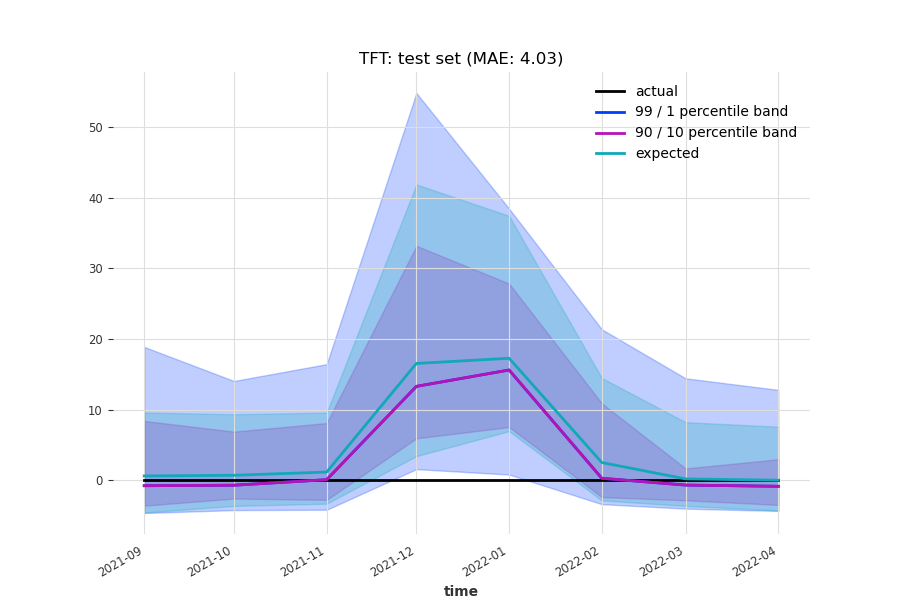 TFT: test set (MAE: 4.03)
actual
99 / 1 percentile band
90 / 10 percentile band
expected
50
40
30
20
10
0
2021-09
2021-10
2021-11
2021-12
2022-01
2022-02
2022-03
2022-04
time